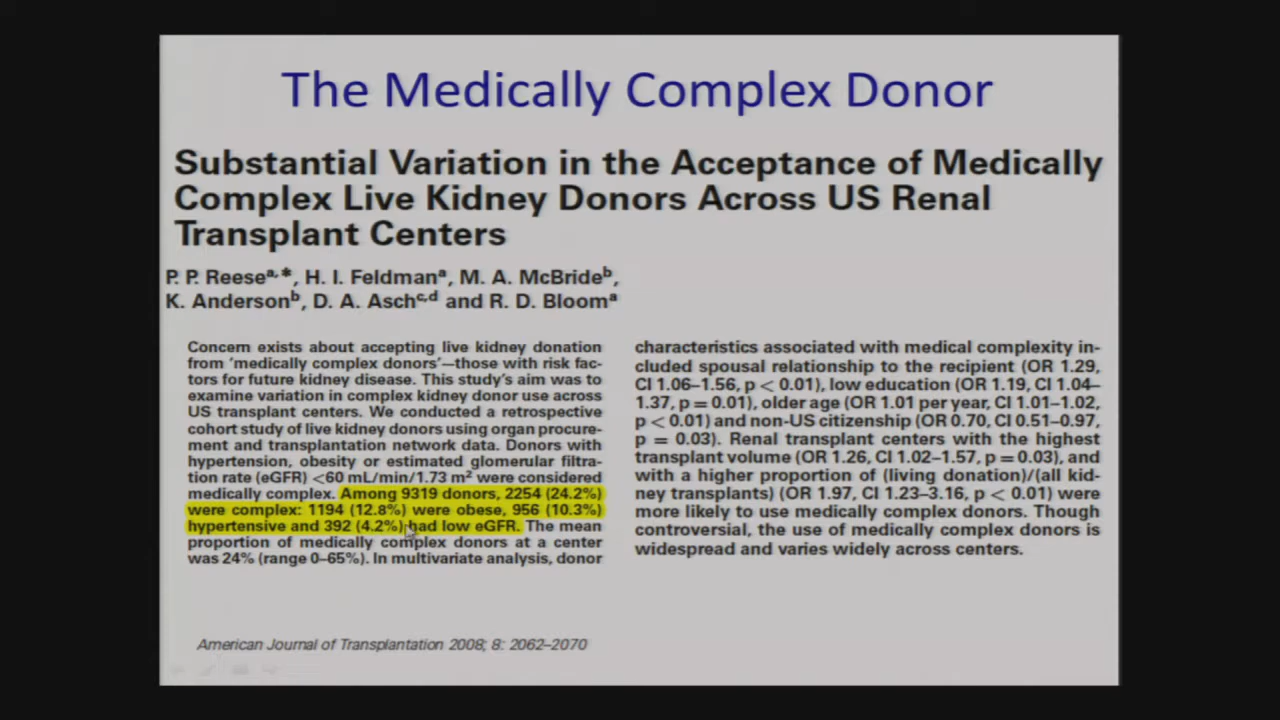 The Medically Complex Donor
Substantial Variation in the Acceptance of Medically
Complex Live Kidney Donors Across US Renal
Transplant Centers
P. P. Reeseᵃ,*, H. I. Feldmanᵃ, M. A. McBrideᵇ,
K. Andersonᵇ, D. A. Aschᶜ,ᵈ and R. D. Bloomᵃ
Concern exists about accepting live kidney donation
from 'medically complex donors'—those with risk fac-
tors for future kidney disease. This study's aim was to
examine variation in complex kidney donor use across
US transplant centers. We conducted a retrospective
cohort study of live kidney donors using organ procure-
ment and transplantation network data. Donors with
hypertension, obesity or estimated glomerular filtra-
tion rate (eGFR) <60 mL/min/1.73 m² were considered
medically complex. Among 9319 donors, 2254 (24.2%)
were complex: 1194 (12.8%) were obese, 956 (10.3%)
hypertensive and 392 (4.2%) had low eGFR. The mean
proportion of medically complex donors at a center
was 24% (range 0–65%). In multivariate analysis, donor
characteristics associated with medical complexity in-
cluded spousal relationship to the recipient (OR 1.29,
CI 1.06–1.56, p < 0.01), low education (OR 1.19, CI 1.04–
1.37, p = 0.01), older age (OR 1.01 per year, CI 1.01–1.02,
p < 0.01) and non-US citizenship (OR 0.70, CI 0.51–0.97,
p = 0.03). Renal transplant centers with the highest
transplant volume (OR 1.26, CI 1.02–1.57, p = 0.03), and
with a higher proportion of (living donation)/(all kid-
ney transplants) (OR 1.97, CI 1.23–3.16, p < 0.01) were
more likely to use medically complex donors. Though
controversial, the use of medically complex donors is
widespread and varies widely across centers.
American Journal of Transplantation 2008; 8: 2062–2070